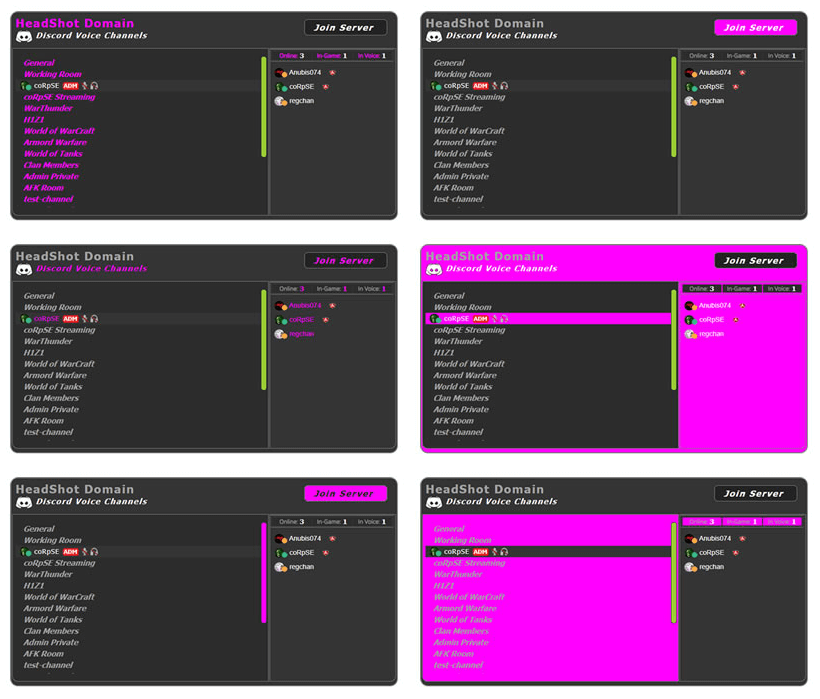 HeadShot Domain
Discord Voice Channels
Join Server
General
Working Room
coRpSE ADM
coRpSE Streaming
WarThunder
H1Z1
World of WarCraft
Armord Warfare
World of Tanks
Clan Members
Admin Private
AFK Room
test-channel
Online: 3 In-Game: 1 In Voice: 1
Anubis074
coRpSE
regchan
HeadShot Domain
Discord Voice Channels
Join Server
General
Working Room
coRpSE ADM
coRpSE Streaming
WarThunder
H1Z1
World of WarCraft
Armord Warfare
World of Tanks
Clan Members
Admin Private
AFK Room
test-channel
Online: 3 In-Game: 1 In Voice: 1
Anubis074
coRpSE
regchan
HeadShot Domain
Discord Voice Channels
Join Server
General
Working Room
coRpSE ADM
coRpSE Streaming
WarThunder
H1Z1
World of WarCraft
Armord Warfare
World of Tanks
Clan Members
Admin Private
AFK Room
test-channel
Online: 3 In-Game: 1 In Voice: 1
Anubis074
coRpSE
regchan
HeadShot Domain
Discord Voice Channels
Join Server
General
Working Room
coRpSE ADM
coRpSE Streaming
WarThunder
H1Z1
World of WarCraft
Armord Warfare
World of Tanks
Clan Members
Admin Private
AFK Room
test-channel
Online: 3 In-Game: 1 In Voice: 1
Anubis074
coRpSE
regchan
HeadShot Domain
Discord Voice Channels
Join Server
General
Working Room
coRpSE ADM
coRpSE Streaming
WarThunder
H1Z1
World of WarCraft
Armord Warfare
World of Tanks
Clan Members
Admin Private
AFK Room
test-channel
Online: 3 In-Game: 1 In Voice: 1
Anubis074
coRpSE
regchan
HeadShot Domain
Discord Voice Channels
Join Server
General
Working Room
coRpSE ADM
coRpSE Streaming
WarThunder
H1Z1
World of WarCraft
Armord Warfare
World of Tanks
Clan Members
Admin Private
AFK Room
test-channel
Online: 3 In-Game: 1 In Voice: 1
Anubis074
coRpSE
regchan